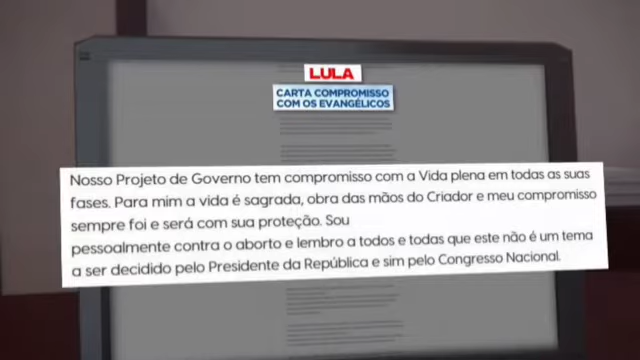 LULA
CARTA COMPROMISSO
COM OS EVANGÉLICOS
Nosso Projeto de Governo tem compromisso com a Vida plena em todas as suas
fases. Para mim a vida é sagrada, obra das mãos do Criador e meu compromisso
sempre foi e será com sua proteção. Sou
pessoalmente contra o aborto e lembro a todos e todas que este não é um tema
a ser decidido pelo Presidente da República e sim pelo Congresso Nacional.